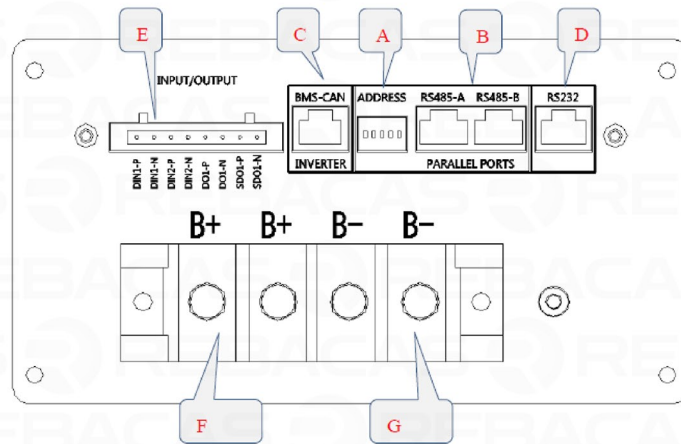 E
C
A
B
D
INPUT/OUTPUT
BMS-CAN
ADDRESS
RS485-A
RS485-B
RS232
INVERTER
PARALLEL PORTS
DIN1-P
DIN1-N
DIN2-P
DIN2-N
DO1-P
DO1-N
SDO1-P
SDO1-N
B+
B+
B-
B-
F
G
REBACAS